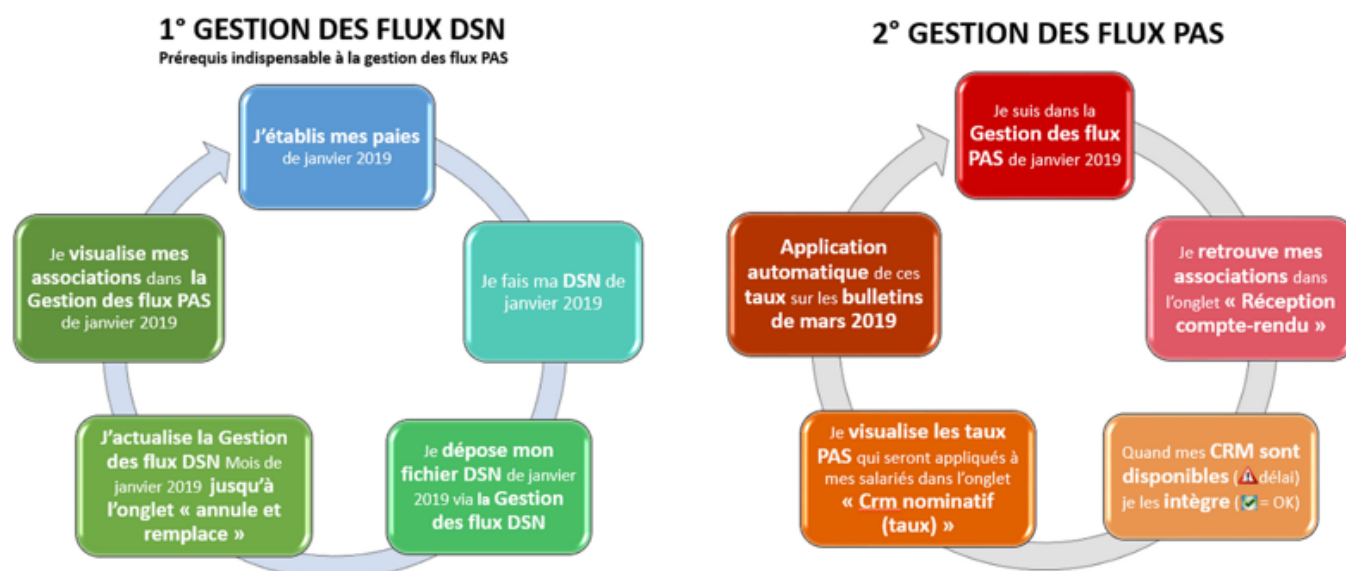 1° GESTION DES FLUX DSN
Prérequis indispensable à la gestion des flux PAS
J'établis mes paies
de janvier 2019
Je fais ma DSN de
janvier 2019
Je dépose mon
fichier DSN de janvier
2019 via la Gestion
des flux DSN
J'actualise la Gestion
des flux DSN Mois de
janvier 2019 jusqu'à
l'onglet « annule et
remplace »
Je visualise mes
associations dans la
Gestion des flux PAS
de janvier 2019
2° GESTION DES FLUX PAS
Je suis dans la
Gestion des flux
PAS de janvier 2019
Je retrouve mes
associations dans
l'onglet « Réception
compte-rendu »
Quand mes CRM sont
disponibles (⚠délai)
je les intègre (☑= OK)
Je visualise les taux
PAS qui seront appliqués à
mes salariés dans l'onglet
« Crm nominatif
(taux) »
Application
automatique de ces
taux sur les bulletins
de mars 2019